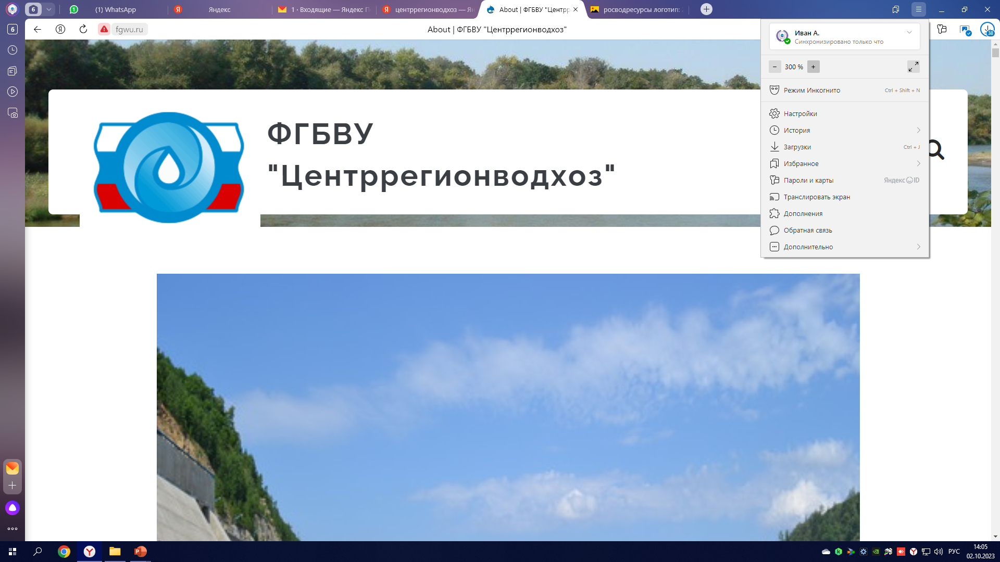 6
(1) WhatsApp
Яндекс
1 · Входящие — Яндекс П
центррегионводхоз — Ян
About | ФГБВУ "Центрр
росводресурсы логотип:
6
fgwu.ru
About | ФГБВУ "Центррегионводхоз"
38
Иван А.
Синхронизировано только что
300 %
Режим Инкогнито Ctrl + Shift + N
Настройки
История
Загрузки Ctrl + J
Избранное
Пароли и карты Яндекс ID
Транслировать экран
Дополнения
Обратная связь
Дополнительно
ФГБВУ
"Центррегионводхоз"
РУС
14:05
02.10.2023